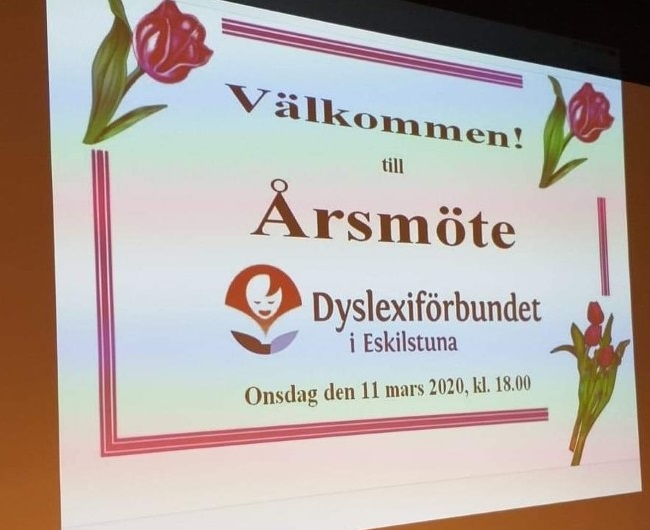 Välkommen!
till
Årsmöte
Dyslexiförbundet
i Eskilstuna
Onsdag den 11 mars 2020, kl. 18.00